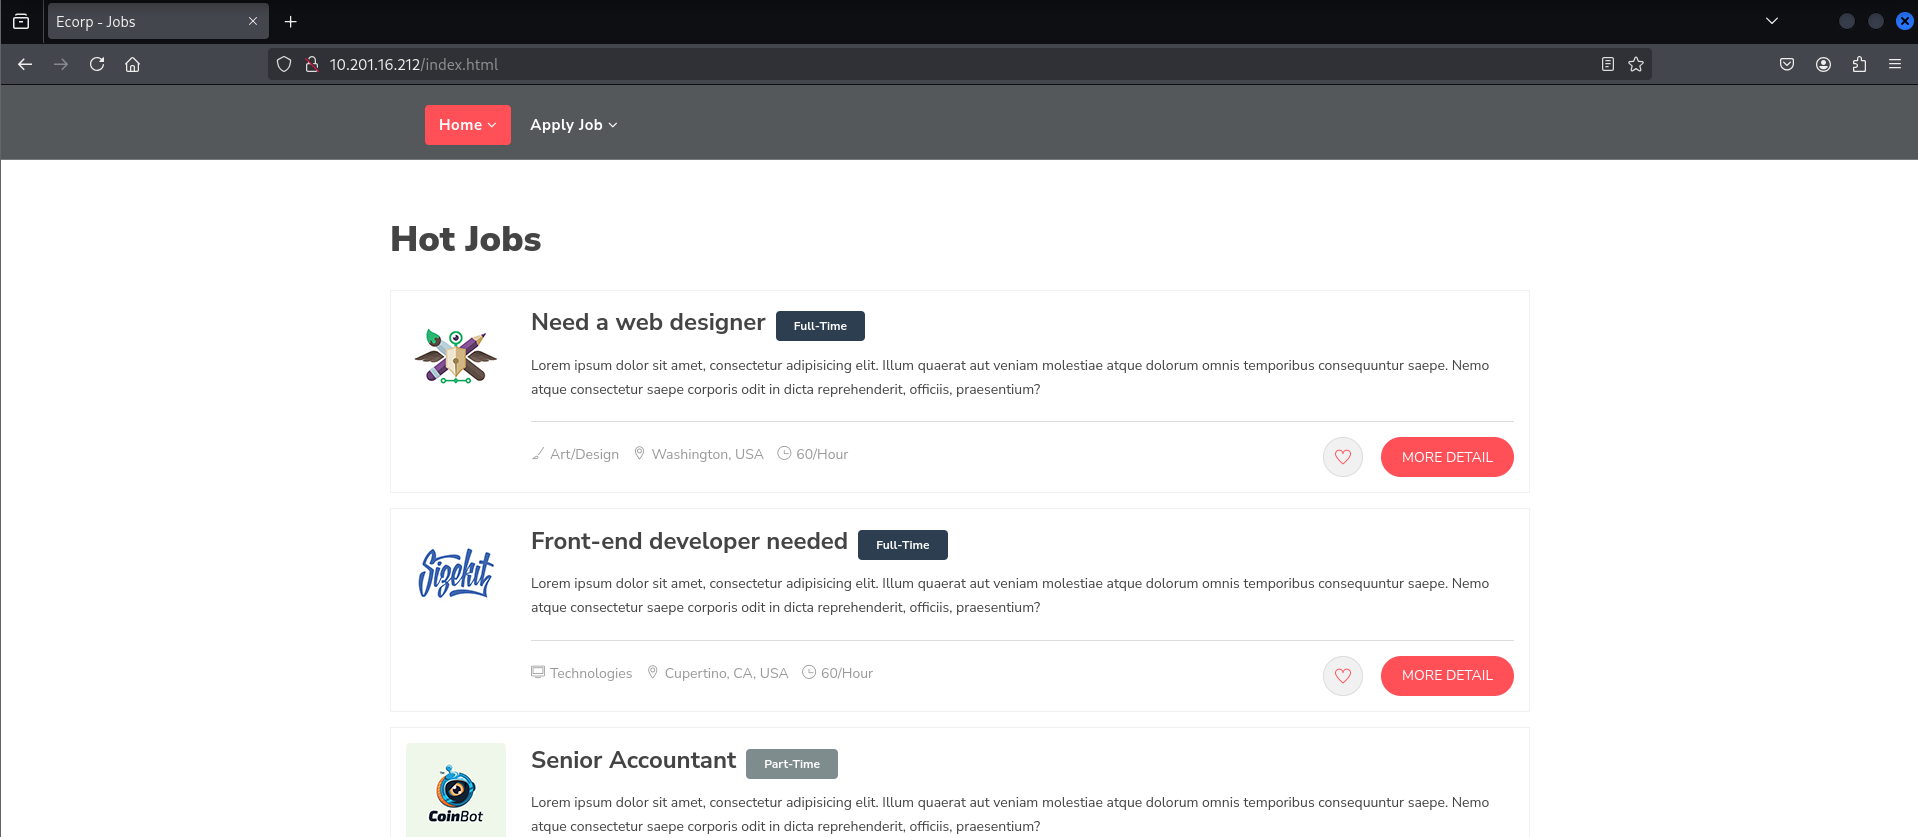 Ecorp - Jobs
10.201.16.212/index.html
Home Apply Job
Hot Jobs
Need a web designer Full-Time
Lorem ipsum dolor sit amet, consectetur adipisicing elit. Illum quaerat aut veniam molestiae atque dolorum omnis temporibus consequuntur saepe. Nemo
atque consectetur saepe corporis odit in dicta reprehenderit, officiis, praesentium?
Art/Design Washington, USA 60/Hour MORE DETAIL
Sizekit
Front-end developer needed Full-Time
Lorem ipsum dolor sit amet, consectetur adipisicing elit. Illum quaerat aut veniam molestiae atque dolorum omnis temporibus consequuntur saepe. Nemo
atque consectetur saepe corporis odit in dicta reprehenderit, officiis, praesentium?
Technologies Cupertino, CA, USA 60/Hour MORE DETAIL
CoinBot
Senior Accountant Part-Time
Lorem ipsum dolor sit amet, consectetur adipisicing elit. Illum quaerat aut veniam molestiae atque dolorum omnis temporibus consequuntur saepe. Nemo
atque consectetur saepe corporis odit in dicta reprehenderit, officiis, praesentium?